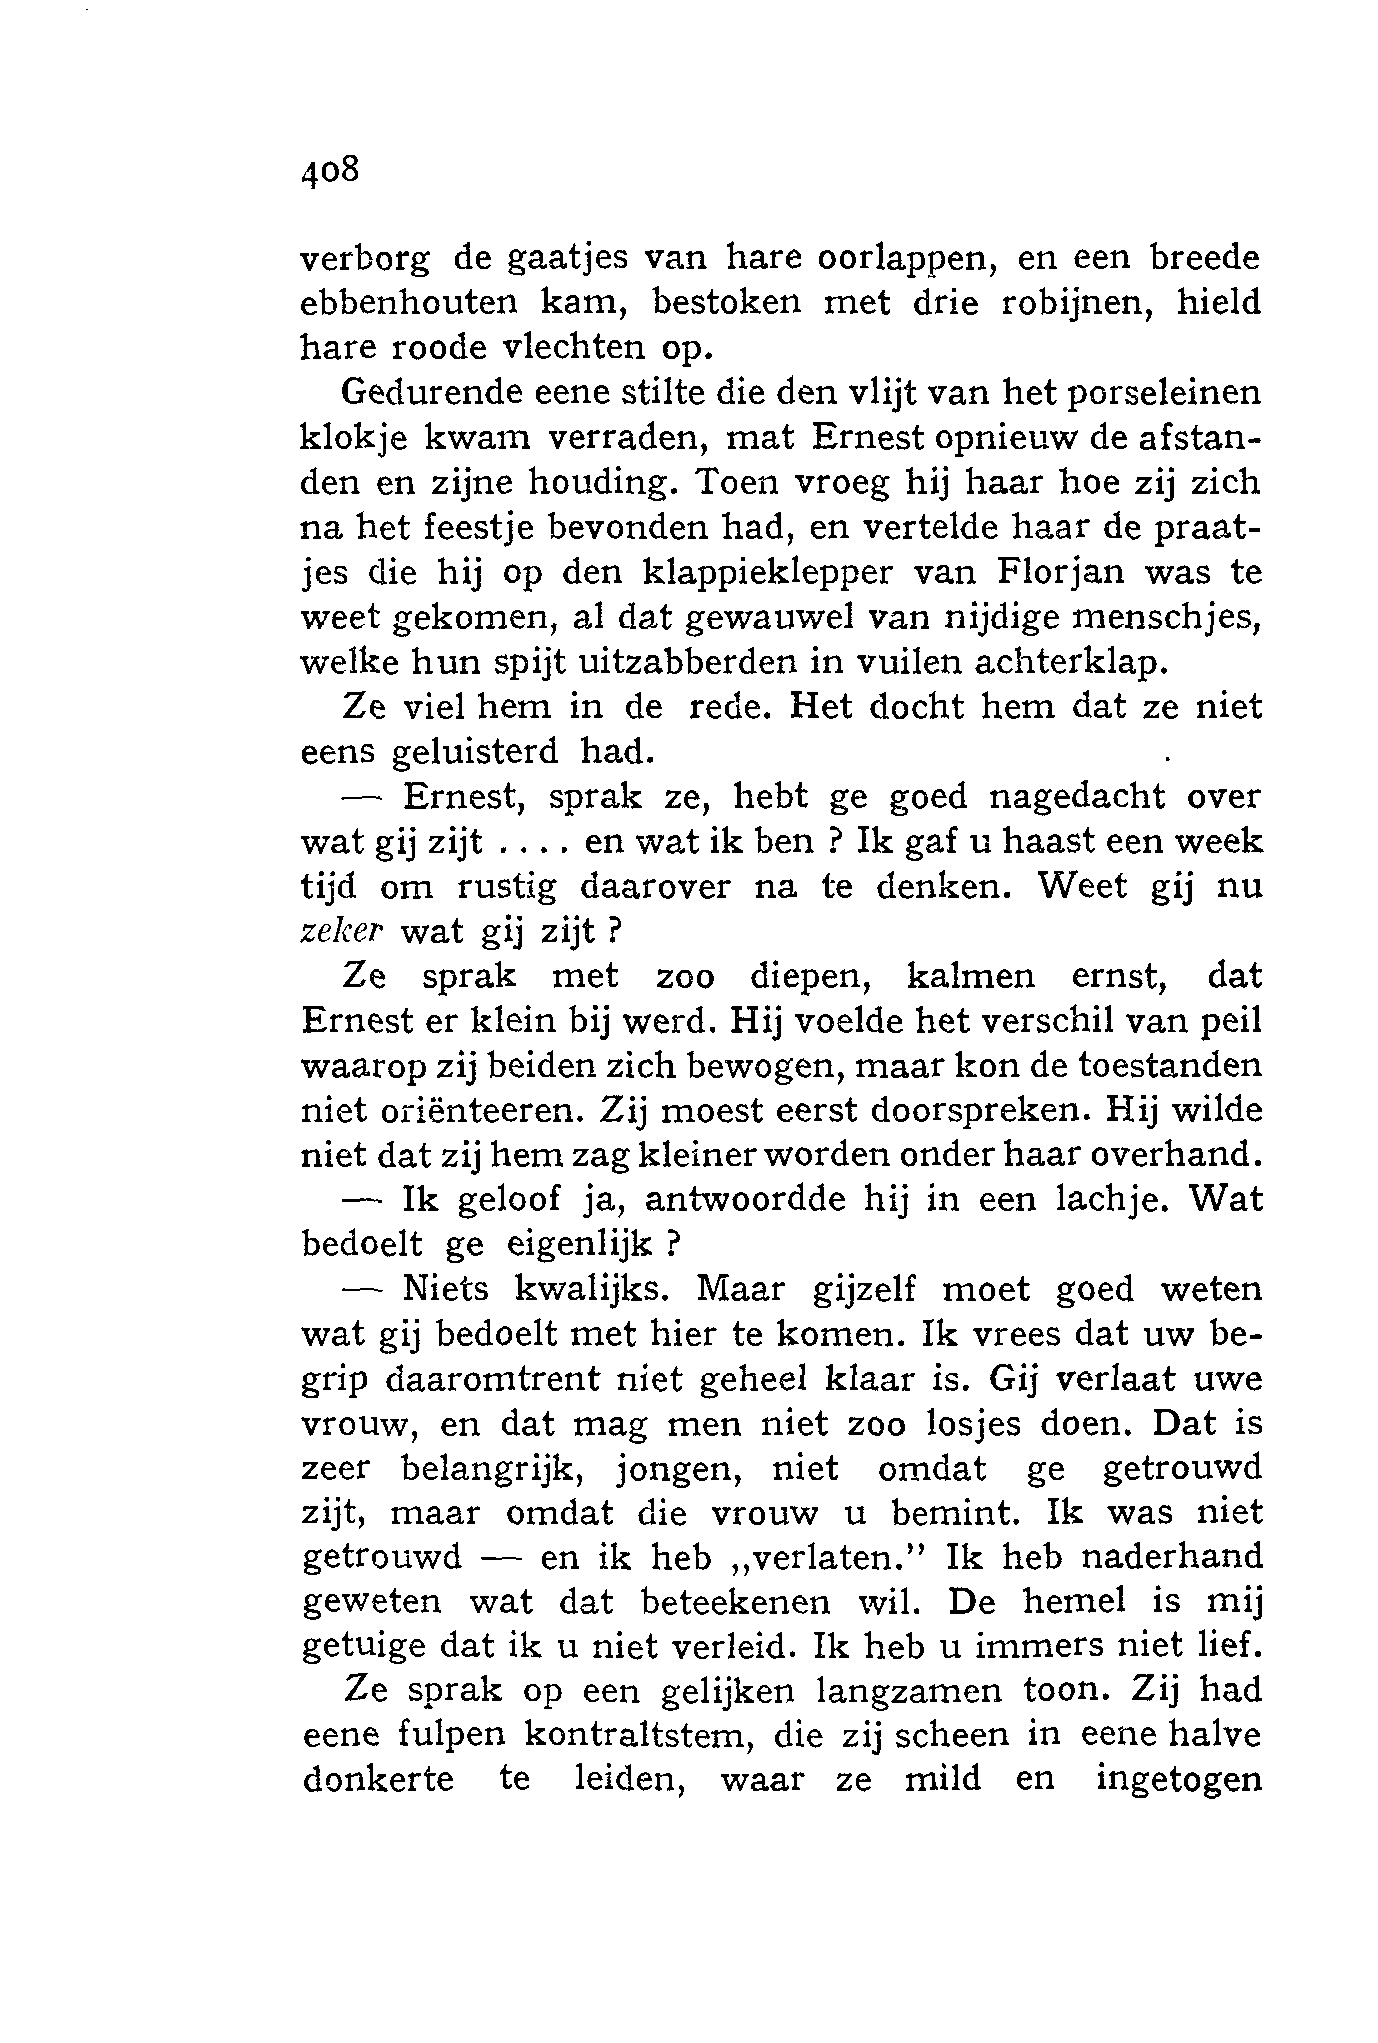 408
verborg de gaatjes van hare oorlappen, en een breede
ebbenhouten kam, bestoken met drie robijnen, hield
hare roode vlechten op.
Gedurende eene stilte die den vlijt van het porseleinen
klokje kwam verraden, mat Ernest opnieuw de afstan-
den en zijne houding. Toen vroeg hij haar hoe zij zich
na het feestje bevonden had, en vertelde haar de praat-
jes die hij op den klappieklepper van Florjan was te
weet gekomen, al dat gewauwel van nijdige menschjes,
welke hun spijt uitzabberden in vuilen achterklap.
Ze viel hem in de rede. Het docht hem dat ze niet
eens geluisterd had.
— Ernest, sprak ze, hebt ge goed nagedacht over
wat gij zijt .... en wat ik ben ? Ik gaf u haast een week
tijd om rustig daarover na te denken. Weet gij nu
zeker wat gij zijt ?
Ze sprak met zoo diepen, kalmen ernst, dat
Ernest er klein bij werd. Hij voelde het verschil van peil
waarop zij beiden zich bewogen, maar kon de toestanden
niet oriënteeren. Zij moest eerst doorspreken. Hij wilde
niet dat zij hem zag kleiner worden onder haar overhand.
— Ik geloof ja, antwoordde hij in een lachje. Wat
bedoelt ge eigenlijk ?
— Niets kwalijks. Maar gijzelf moet goed weten
wat gij bedoelt met hier te komen. Ik vrees dat uw be-
grip daaromtrent niet geheel klaar is. Gij verlaat uwe
vrouw, en dat mag men niet zoo losjes doen. Dat is
zeer belangrijk, jongen, niet omdat ge getrouwd
zijt, maar omdat die vrouw u bemint. Ik was niet
getrouwd — en ik heb „verlaten.” Ik heb naderhand
geweten wat dat beteekenen wil. De hemel is mij
getuige dat ik u niet verleid. Ik heb u immers niet lief.
Ze sprak op een gelijken langzamen toon. Zij had
eene fulpen kontraltstem, die zij scheen in eene halve
donkerte te leiden, waar ze mild en ingetogen